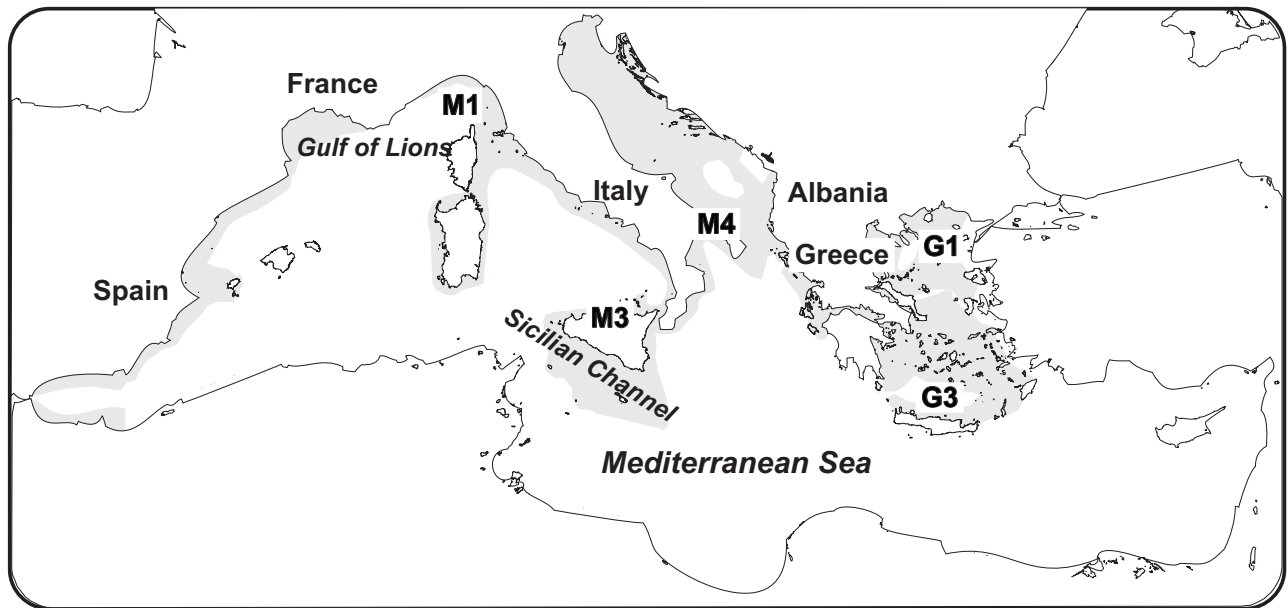 France
M1
Gulf of Lions
Italy
Albania
M4
Greece
G1
Spain
M3
Sicilian Channel
G3
Mediterranean Sea